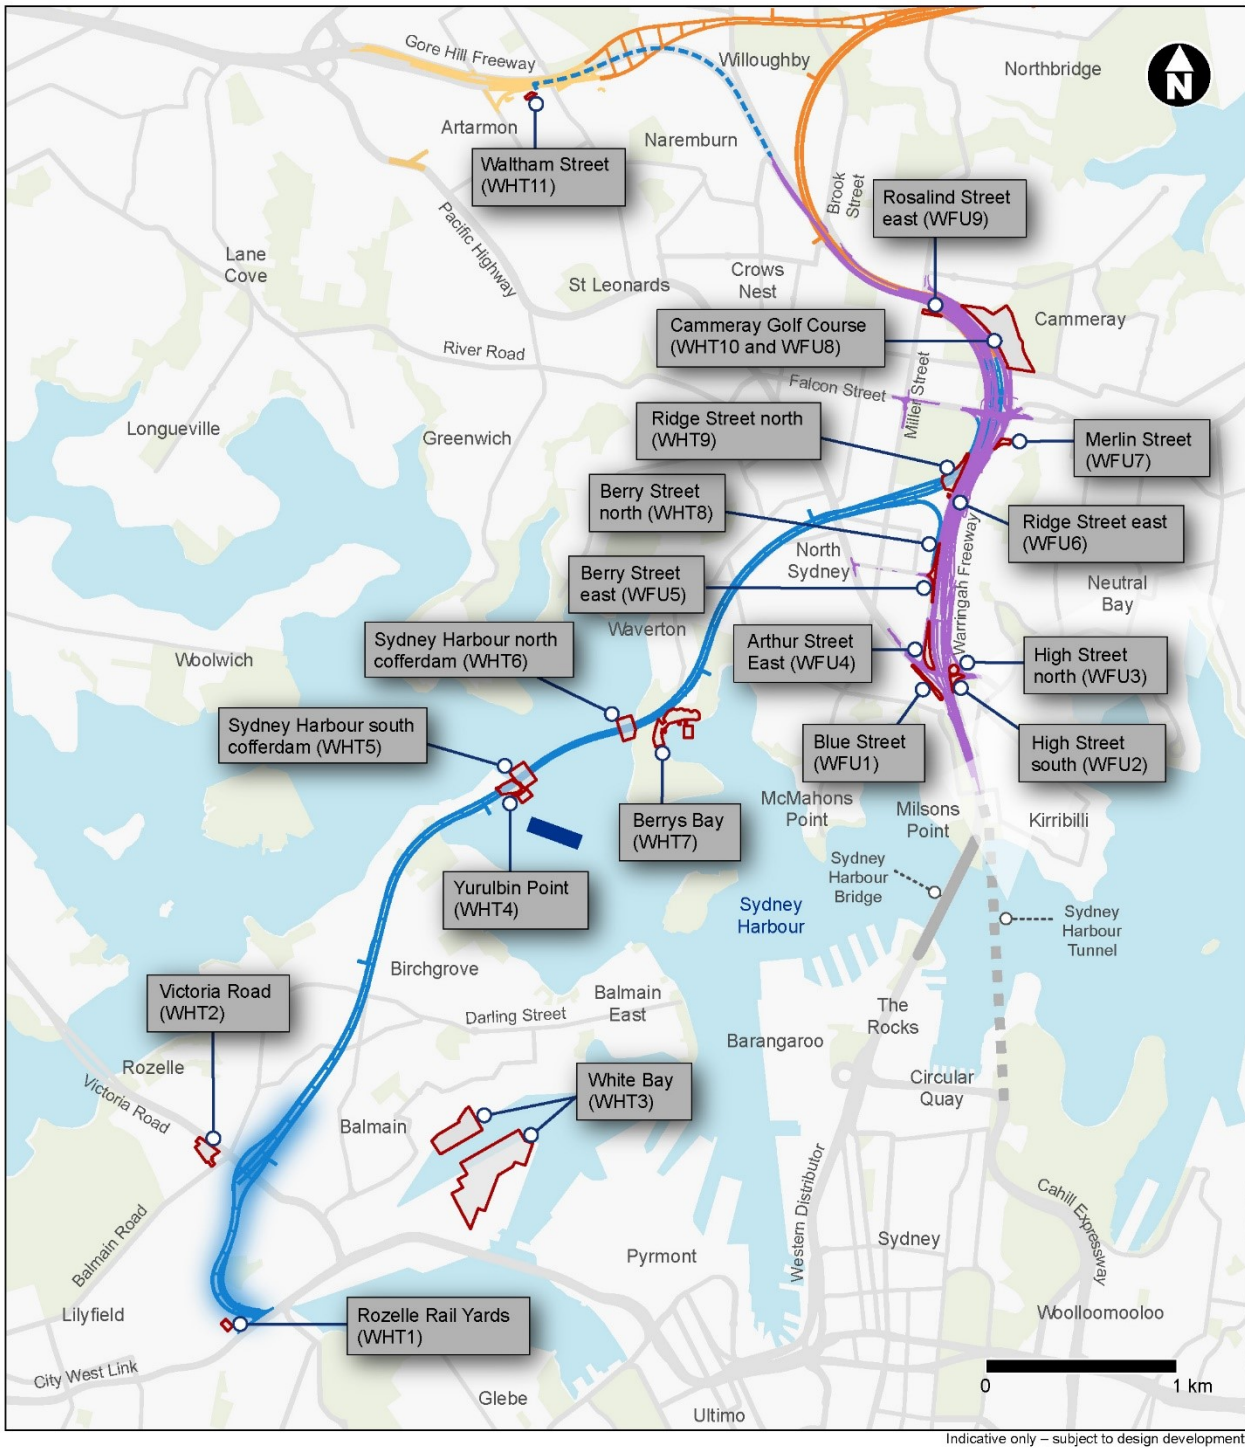 Gore Hill Freeway
Willoughby
Northbridge
N
Artarmon
Naremburn
Waltham Street
(WHT11)
Brook
Street
Rosalind Street
east (WFU9)
Pacific Highway
Lane
Cove
St Leonards
Crows
Nest
Cammeray Golf Course
(WHT10 and WFU8)
Cammeray
River Road
Falcon Street
Miller Street
Longueville
Greenwich
Ridge Street north
(WHT9)
Merlin Street
(WFU7)
Berry Street
north (WHT8)
Ridge Street east
(WFU6)
North
Sydney
Warringah Freeway
Berry Street
east (WFU5)
Neutral
Bay
Waverton
Woolwich
Sydney Harbour north
cofferdam (WHT6)
Arthur Street
East (WFU4)
High Street
north (WFU3)
Sydney Harbour south
cofferdam (WHT5)
Blue Street
(WFU1)
High Street
south (WFU2)
Berrys Bay
(WHT7)
McMahons
Point
Milsons
Point
Kirribilli
Yurulbin Point
(WHT4)
Sydney
Harbour
Bridge
Sydney
Harbour
Sydney
Harbour
Tunnel
Birchgrove
Victoria Road
(WHT2)
Balmain
East
Darling Street
The
Rocks
Barangaroo
Rozelle
Victoria Road
White Bay
(WHT3)
Circular
Quay
Balmain
Western Distributor
Cahill Expressway
Balmain Road
Pyrmont
Sydney
Lilyfield
Rozelle Rail Yards
(WHT1)
Woolloomooloo
City West Link
Glebe
Ultimo
0 1 km
Indicative only – subject to design development